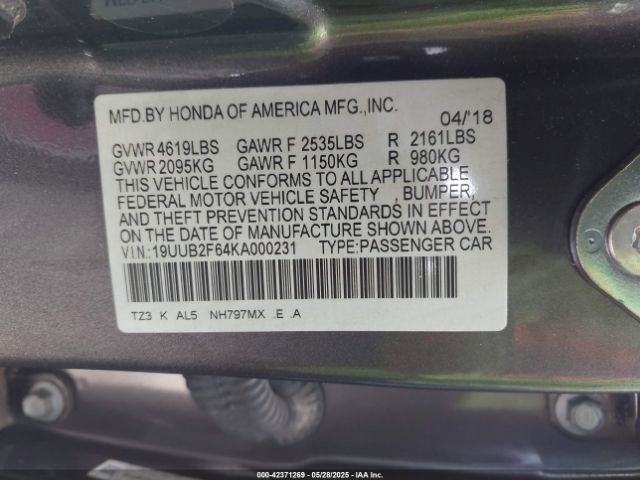 MFD.BY HONDA OF AMERICA MFG.,INC. 04/'18
GVWR 4619LBS GAWR F 2535LBS R 2161LBS
GVWR 2095KG GAWR F 1150KG R 980KG
THIS VEHICLE CONFORMS TO ALL APPLICABLE
FEDERAL MOTOR VEHICLE SAFETY , BUMPER,
AND THEFT PREVENTION STANDARDS IN EFFECT
ON THE DATE OF MANUFACTURE SHOWN ABOVE.
V.I.N.:19UUB2F64KA000231 TYPE:PASSENGER CAR
TZ3 K AL5 NH797MX .E .A
000-42371269 | 05/28/2025 | IAA Inc.